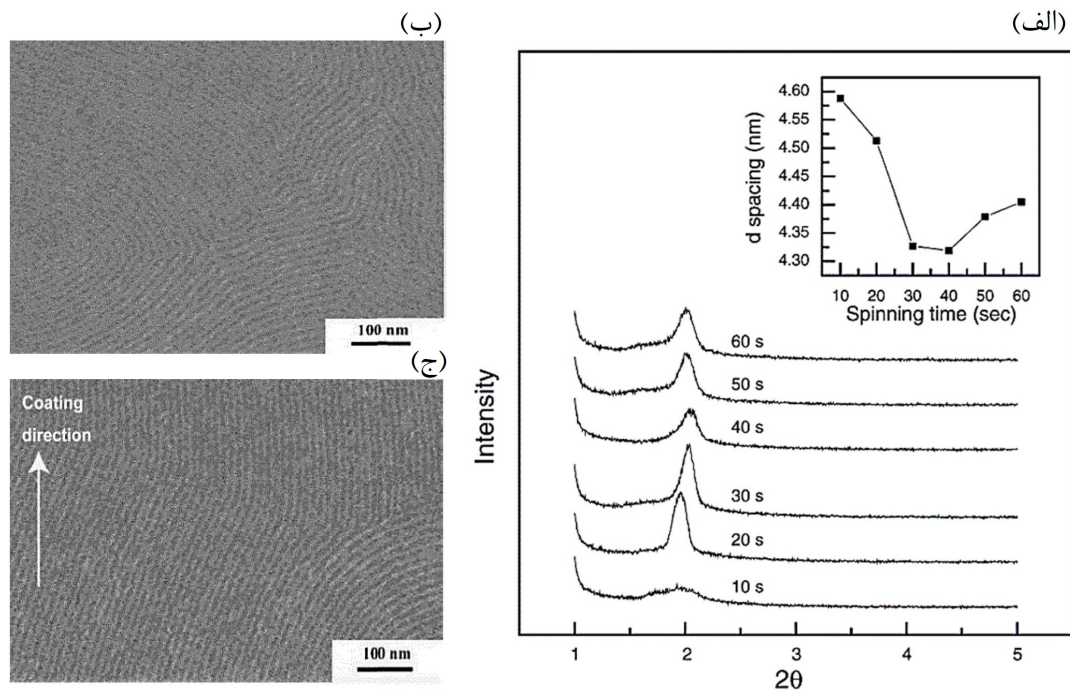 (الف)
4.60
4.55
4.50
4.45
4.40
4.35
4.30
d spacing (nm)
10 20 30 40 50 60
Spinning time (sec)
60 s
50 s
40 s
30 s
20 s
10 s
Intensity
1 2 3 4 5
2θ
(ب)
100 nm
(ج)
Coating
direction
100 nm